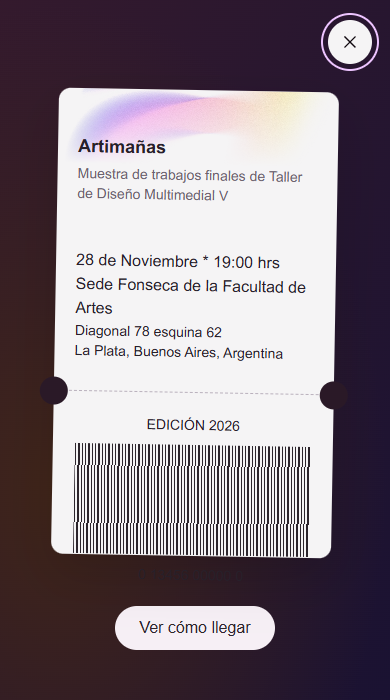 Artimañas
Muestra de trabajos finales de Taller
de Diseño Multimedial V
28 de Noviembre * 19:00 hrs
Sede Fonseca de la Facultad de
Artes
Diagonal 78 esquina 62
La Plata, Buenos Aires, Argentina
EDICIÓN 2026
Ver cómo llegar